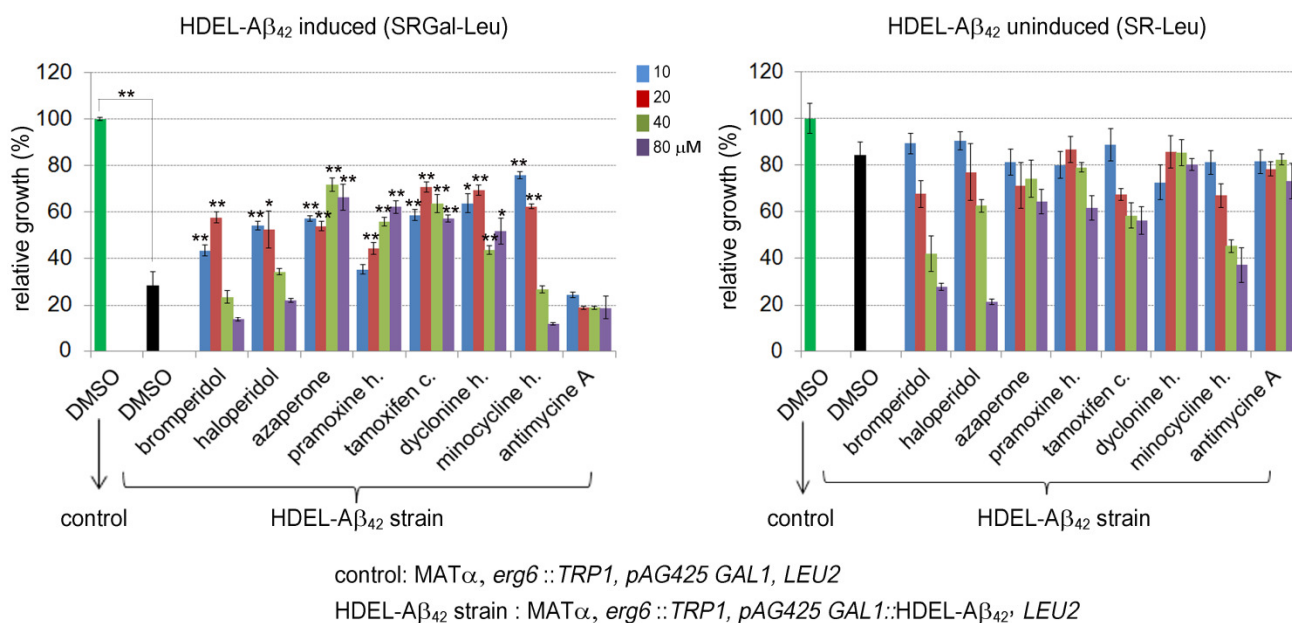 HDEL-Aβ₄₂ induced (SRGal-Leu)
relative growth (%)
120
100
80
60
40
20
0
**
** ** ** * ** ** ** ** ** ** ** ** ** ** ** * ** ** * ** **
10
20
40
80 µM
DMSO
DMSO
bromperidol
haloperidol
azaperone
pramoxine h.
tamoxifen c.
dyclonine h.
minocycline h.
antimycine A
control
HDEL-Aβ₄₂ strain
HDEL-Aβ₄₂ uninduced (SR-Leu)
relative growth (%)
120
100
80
60
40
20
0
DMSO
DMSO
bromperidol
haloperidol
azaperone
pramoxine h.
tamoxifen c.
dyclonine h.
minocycline h.
antimycine A
control
HDEL-Aβ₄₂ strain
control: MATα, erg6 ::TRP1, pAG425 GAL1, LEU2
HDEL-Aβ₄₂ strain : MATα, erg6 ::TRP1, pAG425 GAL1::HDEL-Aβ₄₂, LEU2